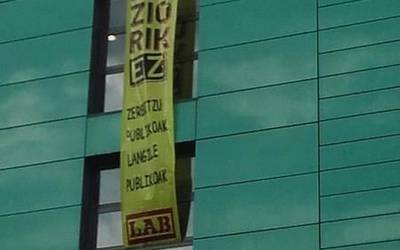 ZIO
RIK
EZ
ZERBITZU
PUBLIKOAK
LANGILE
PUBLIKOAK
LAB